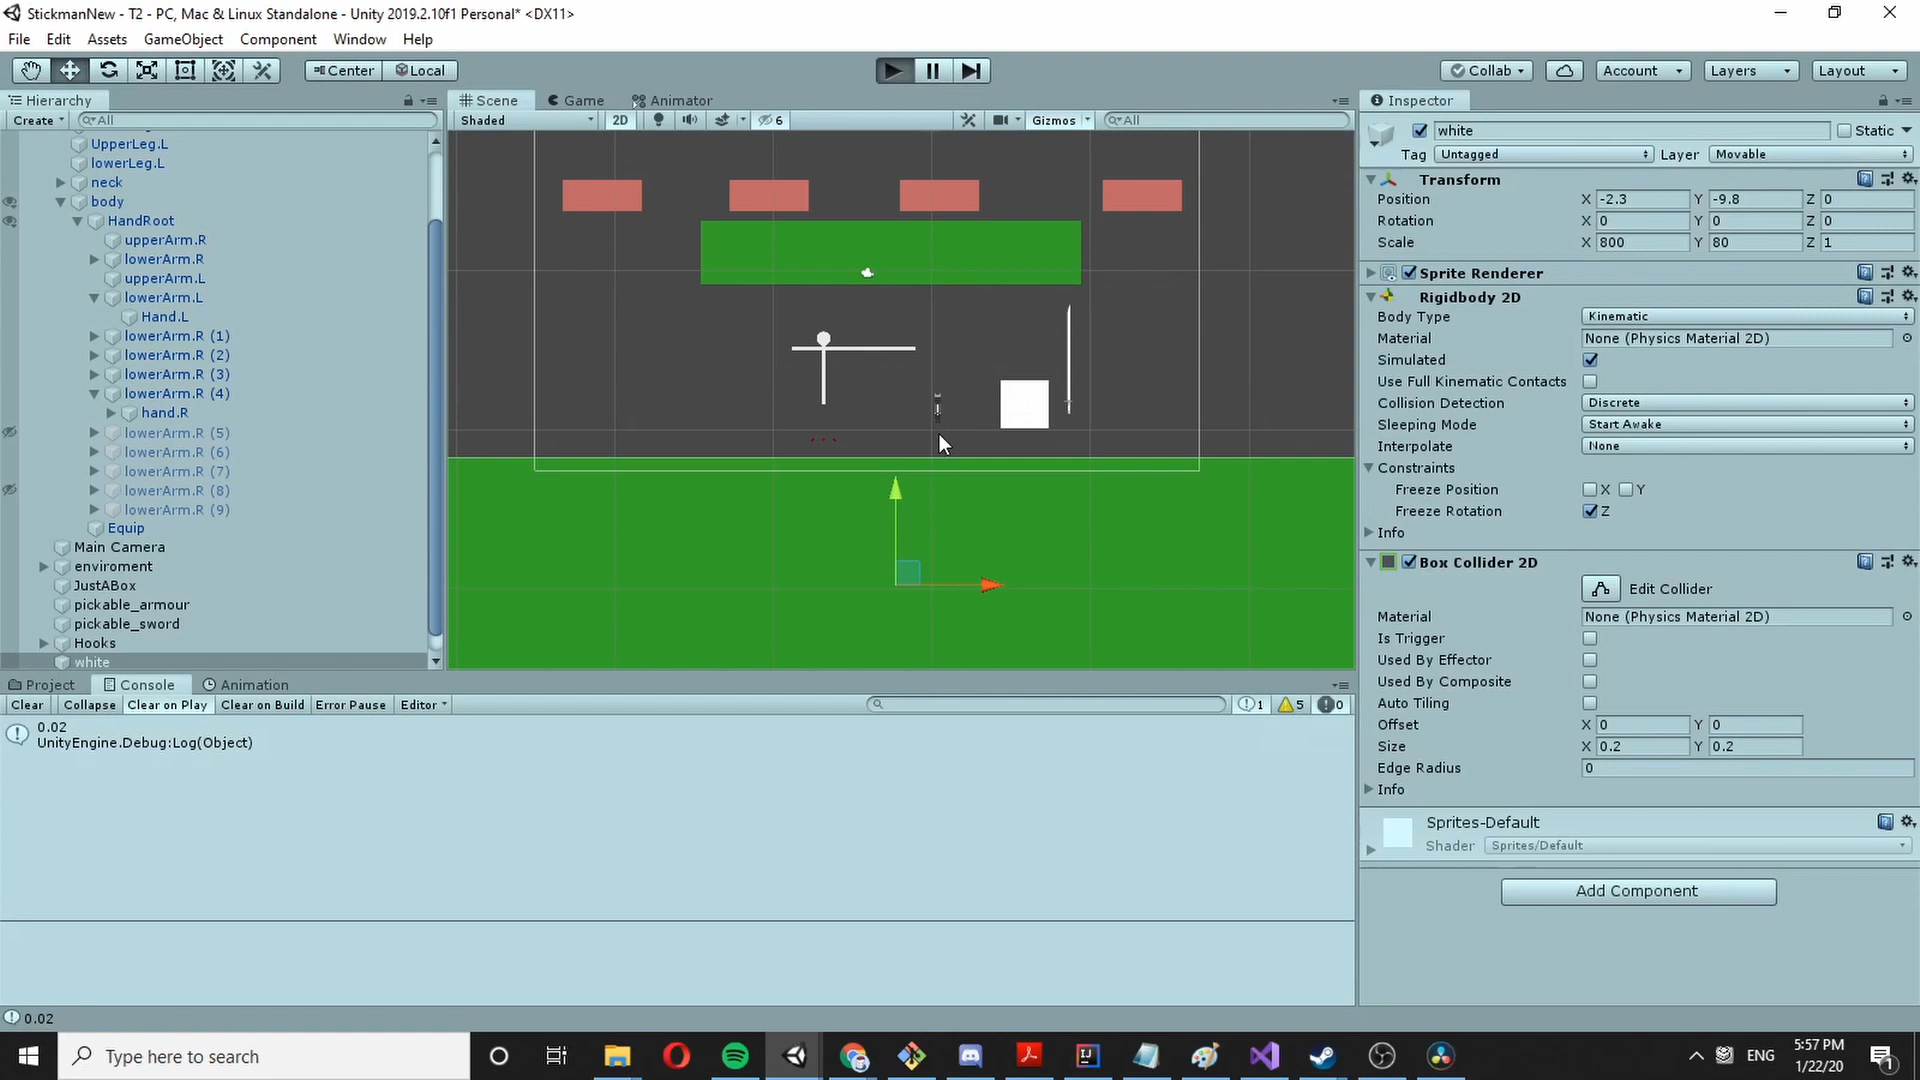 StickmanNew - T2 - PC, Mac & Linux Standalone - Unity 2019.2.10f1 Personal* <DX11>
File Edit Assets GameObject Component Window Help
Center Local
Collab Account Layers Layout
Hierarchy
Create All
UpperLeg.L
lowerLeg.L
neck
body
HandRoot
upperArm.R
lowerArm.R
upperArm.L
lowerArm.L
Hand.L
lowerArm.R (1)
lowerArm.R (2)
lowerArm.R (3)
lowerArm.R (4)
hand.R
lowerArm.R (5)
lowerArm.R (6)
lowerArm.R (7)
lowerArm.R (8)
lowerArm.R (9)
Equip
Main Camera
enviroment
JustABox
pickable_armour
pickable_sword
Hooks
white
Scene Game Animator
Shaded 2D 6 Gizmos All
Inspector
white Static
Tag Untagged Layer Movable
Transform
Position X -2.3 Y -9.8 Z 0
Rotation X 0 Y 0 Z 0
Scale X 800 Y 80 Z 1
Sprite Renderer
Rigidbody 2D
Body Type Kinematic
Material None (Physics Material 2D)
Simulated
Use Full Kinematic Contacts
Collision Detection Discrete
Sleeping Mode Start Awake
Interpolate None
Constraints
Freeze Position X Y
Freeze Rotation Z
Info
Box Collider 2D
Edit Collider
Material None (Physics Material 2D)
Is Trigger
Used By Effector
Used By Composite
Auto Tiling
Offset X 0 Y 0
Size X 0.2 Y 0.2
Edge Radius 0
Info
Sprites-Default
Shader Sprites/Default
Add Component
Project Console Animation
Clear Collapse Clear on Play Clear on Build Error Pause Editor 1 5 0
0.02
UnityEngine.Debug:Log(Object)
0.02
Type here to search
ENG
5:57 PM
1/22/20
1